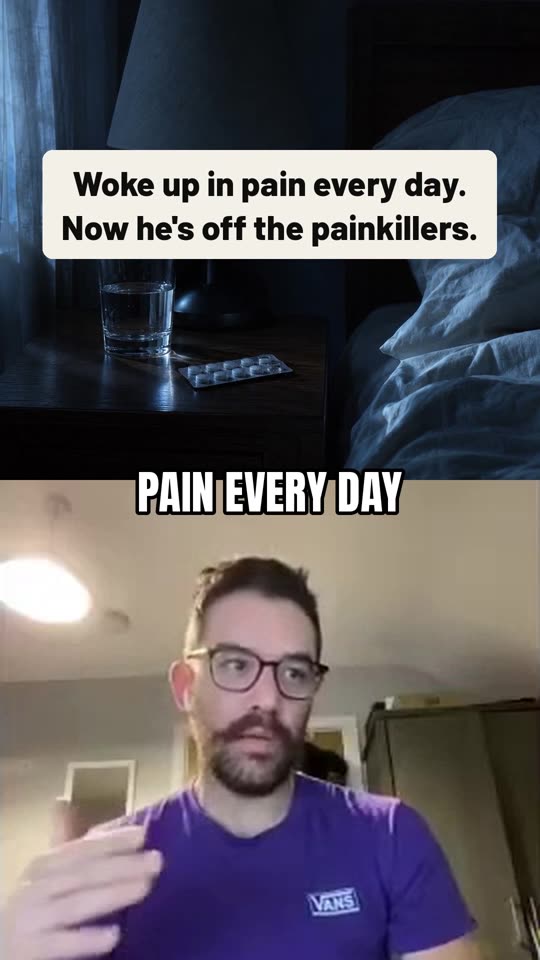 Woke up in pain every day.
Now he's off the painkillers.
PAIN EVERY DAY
VANS